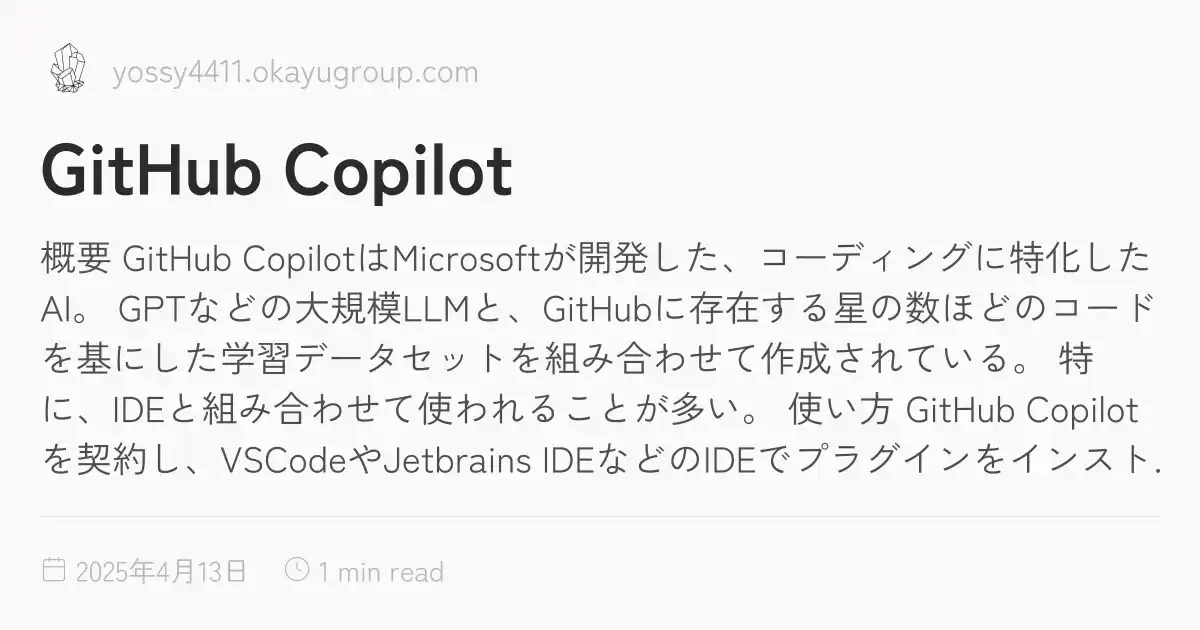 yossy4411.okayugroup.com
GitHub Copilot
概要 GitHub CopilotはMicrosoftが開発した、コーディングに特化した
AI。 GPTなどの大規模LLMと、GitHubに存在する星の数ほどのコード
を基にした学習データセットを組み合わせて作成されている。 特
に、IDEと組み合わせて使われることが多い。 使い方 GitHub Copilot
を契約し、VSCodeやJetbrains IDEなどのIDEでプラグインをインスト.
2025年4月13日 1 min read